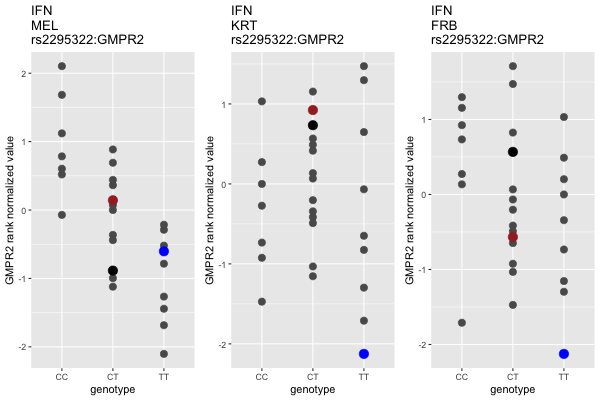 IFN
MEL
rs2295322:GMPR2
GMPR2 rank normalized value
2
1
0
-1
-2
CC
CT
TT
genotype
IFN
KRT
rs2295322:GMPR2
GMPR2 rank normalized value
1
0
-1
-2
CC
CT
TT
genotype
IFN
FRB
rs2295322:GMPR2
GMPR2 rank normalized value
1
0
-1
-2
CC
CT
TT
genotype